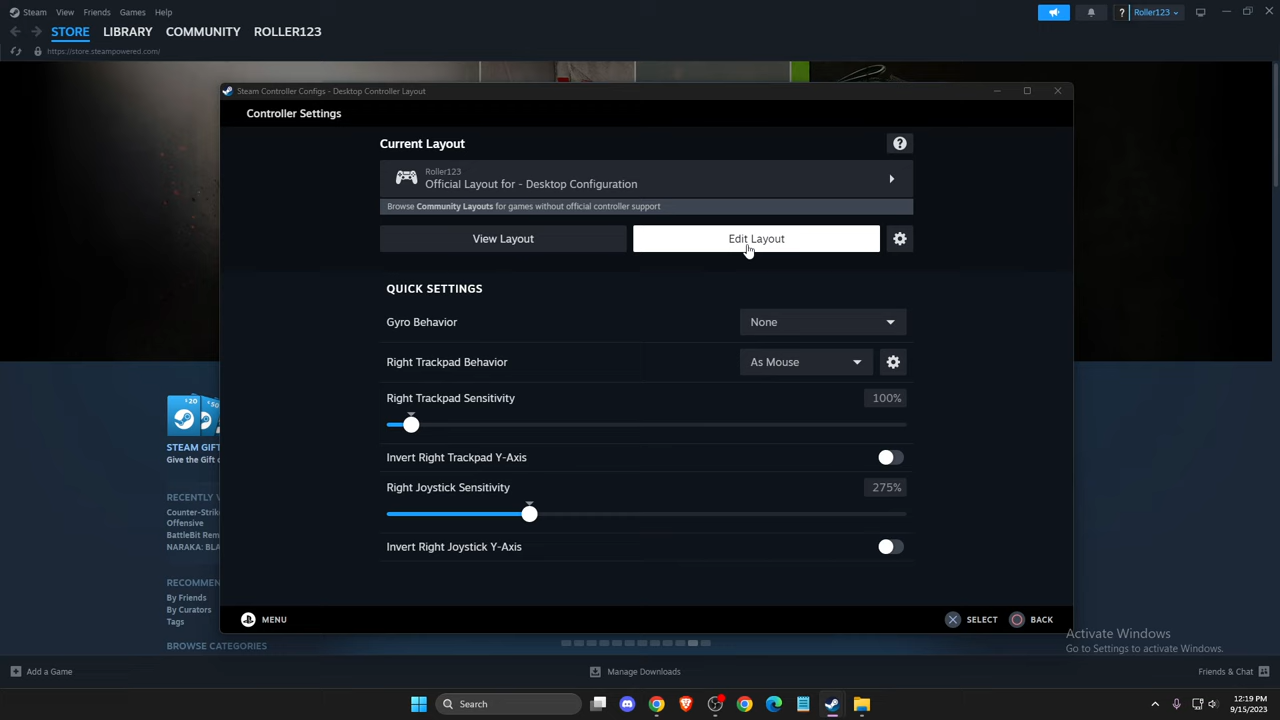 Steam View Friends Games Help
? Roller123
STORE LIBRARY COMMUNITY ROLLER123
https://store.steampowered.com/
Steam Controller Configs - Desktop Controller Layout
Controller Settings
Current Layout
?
Roller123
Official Layout for - Desktop Configuration
Browse Community Layouts for games without official controller support
View Layout
Edit Layout
QUICK SETTINGS
Gyro Behavior
None
Right Trackpad Behavior
As Mouse
Right Trackpad Sensitivity
100%
Invert Right Trackpad Y-Axis
Right Joystick Sensitivity
275%
Invert Right Joystick Y-Axis
MENU
SELECT
BACK
$20
STEAM GIF
Give the Gift o
RECENTLY V
Counter-Strik
Offensive
BattleBit Rem
NARAKA: BLA
RECOMMEN
By Friends
By Curators
Tags
BROWSE CATEGORIES
Activate Windows
Go to Settings to activate Windows.
Add a Game
Manage Downloads
Friends & Chat
Search
12:19 PM
9/15/2023